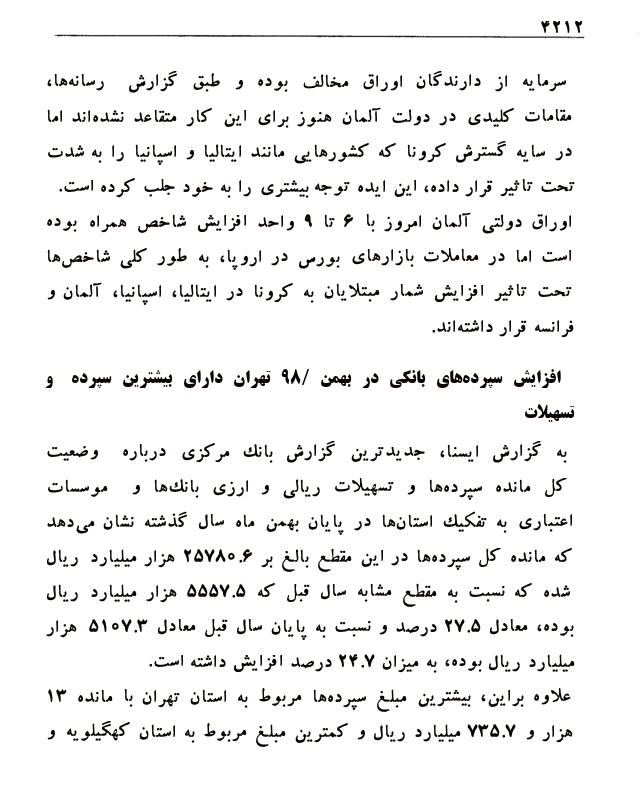 ۴۲۱۲
سرمایه از دارندگان اوراق مخالف بوده و طبق گزارش رسانه‌ها،
مقامات کلیدی در دولت آلمان هنوز برای این کار متقاعد نشده‌اند اما
در سایه گسترش کرونا که کشورهایی مانند ایتالیا و اسپانیا را به شدت
تحت تاثیر قرار داده، این ایده توجه بیشتری را به خود جلب کرده است.
اوراق دولتی آلمان امروز با ۶ تا ۹ واحد افزایش شاخص همراه بوده
است اما در معاملات بازارهای بورس در اروپا، به طور کلی شاخص‌ها
تحت تاثیر افزایش شمار مبتلایان به کرونا در ایتالیا، اسپانیا، آلمان و
فرانسه قرار داشته‌اند.
افزایش سپرده‌های بانکی در بهمن /۹۸ تهران دارای بیشترین سپرده و
تسهیلات
به گزارش ایسنا، جدیدترین گزارش بانک مرکزی درباره وضعیت
کل مانده سپرده‌ها و تسهیلات ریالی و ارزی بانک‌ها و موسسات
اعتباری به تفکیک استان‌ها در پایان بهمن ماه سال گذشته نشان می‌دهد
که مانده کل سپرده‌ها در این مقطع بالغ بر ۲۵۷۸۰.۶ هزار میلیارد ریال
شده که نسبت به مقطع مشابه سال قبل که ۵۵۵۷.۵ هزار میلیارد ریال
بوده، معادل ۲۷.۵ درصد و نسبت به پایان سال قبل معادل ۵۱۰۷.۳ هزار
میلیارد ریال بوده، به میزان ۲۴.۷ درصد افزایش داشته است.
علاوه براین، بیشترین مبلغ سپرده‌ها مربوط به استان تهران با مانده ۱۳
هزار و ۷۳۵.۷ میلیارد ریال و کمترین مبلغ مربوط به استان کهگیلویه و